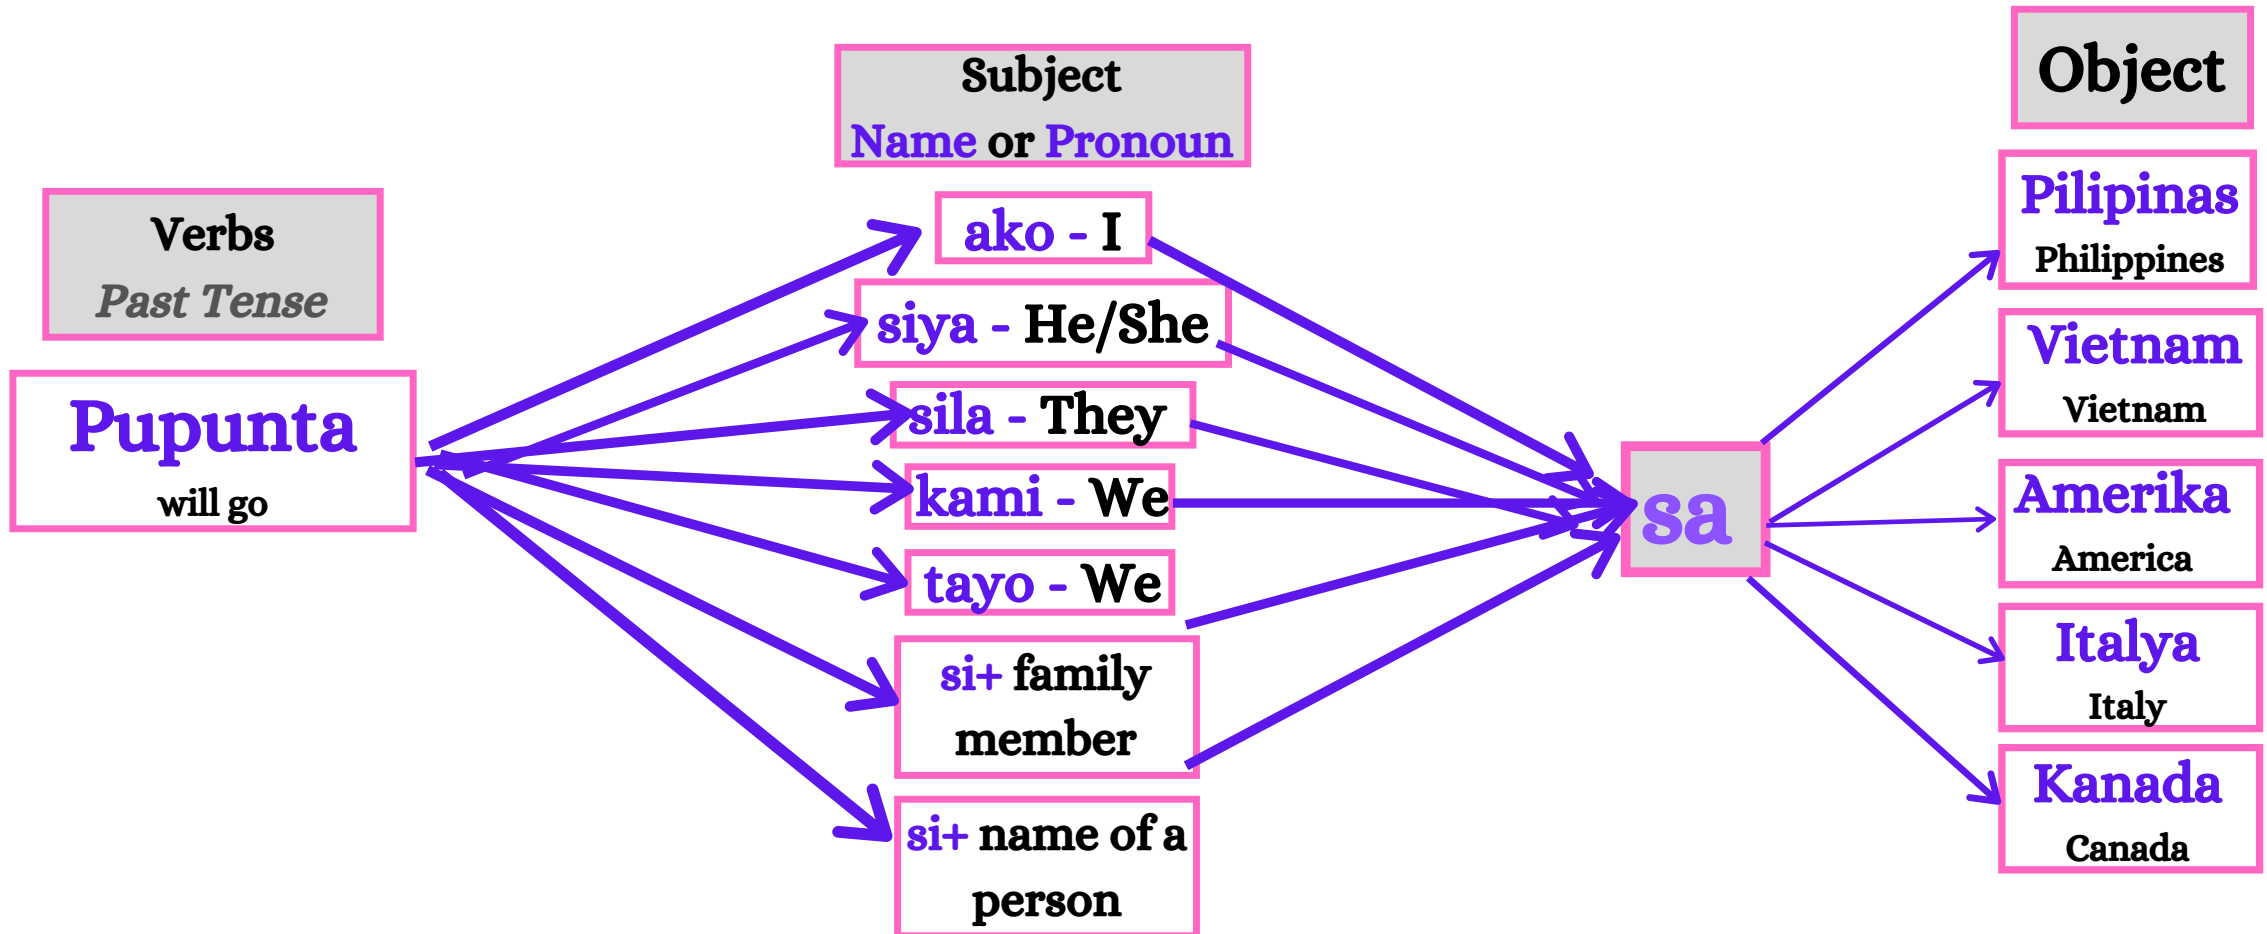 Verbs
Past Tense
Pupunta
will go
Subject
Name or Pronoun
ako - I
siya - He/She
sila - They
kami - We
tayo - We
si+ family
member
si+ name of a
person
sa
Object
Pilipinas
Philippines
Vietnam
Vietnam
Amerika
America
Italya
Italy
Kanada
Canada